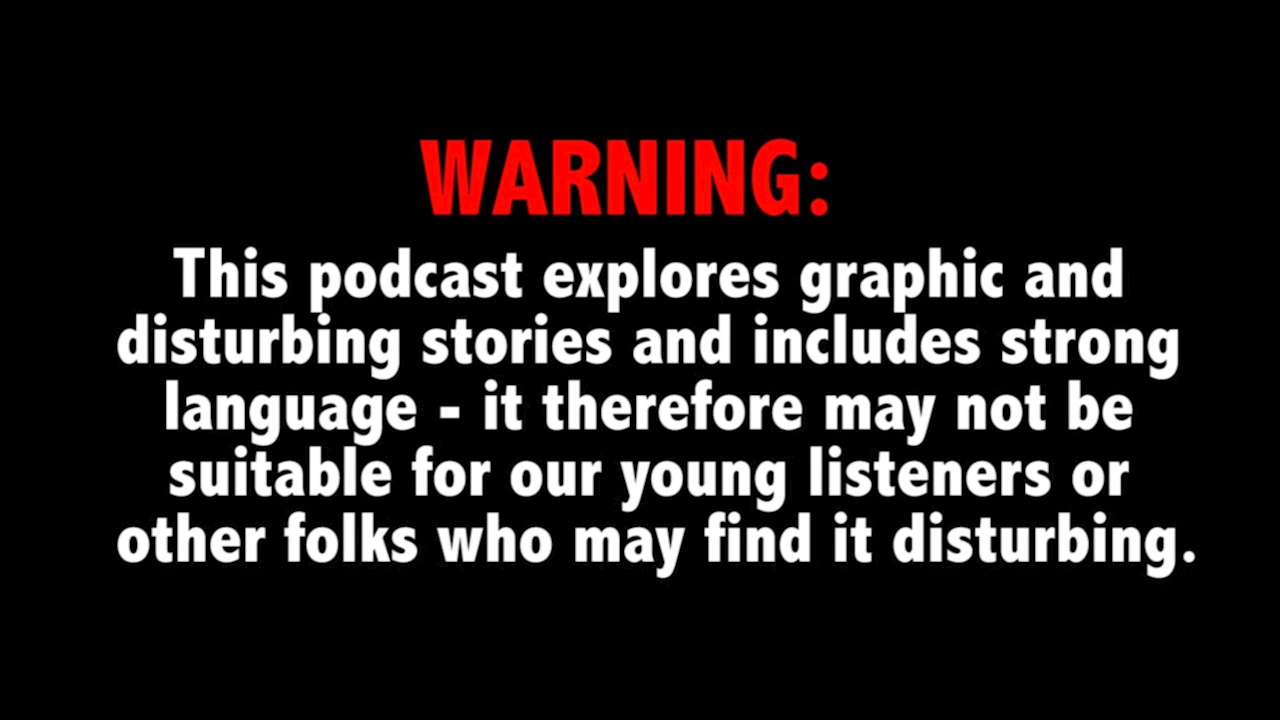 WARNING:
This podcast explores graphic and
disturbing stories and includes strong
language - it therefore may not be
suitable for our young listeners or
other folks who may find it disturbing.